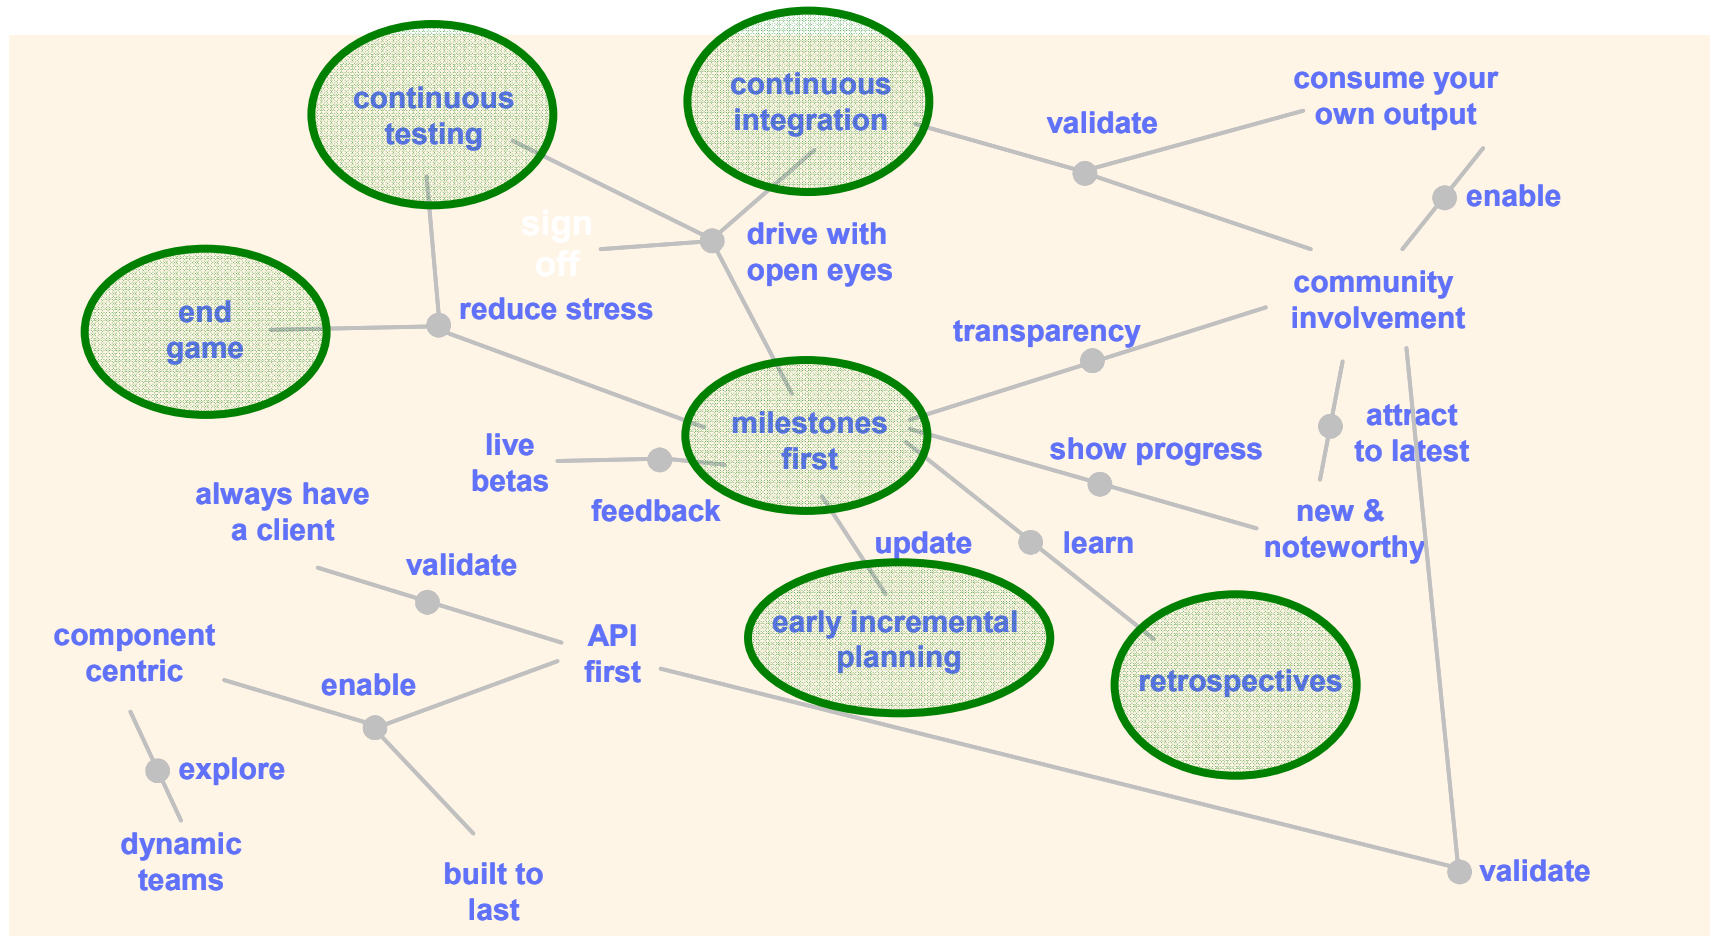 continuous
testing
continuous
integration
consume your
own output
validate
enable
sign
off
drive with
open eyes
end
game
reduce stress
community
involvement
transparency
milestones
first
live
betas
feedback
show progress
attract
to latest
always have
a client
new &
noteworthy
update
learn
validate
component
centric
API
first
early incremental
planning
retrospectives
enable
explore
dynamic
teams
built to
last
validate